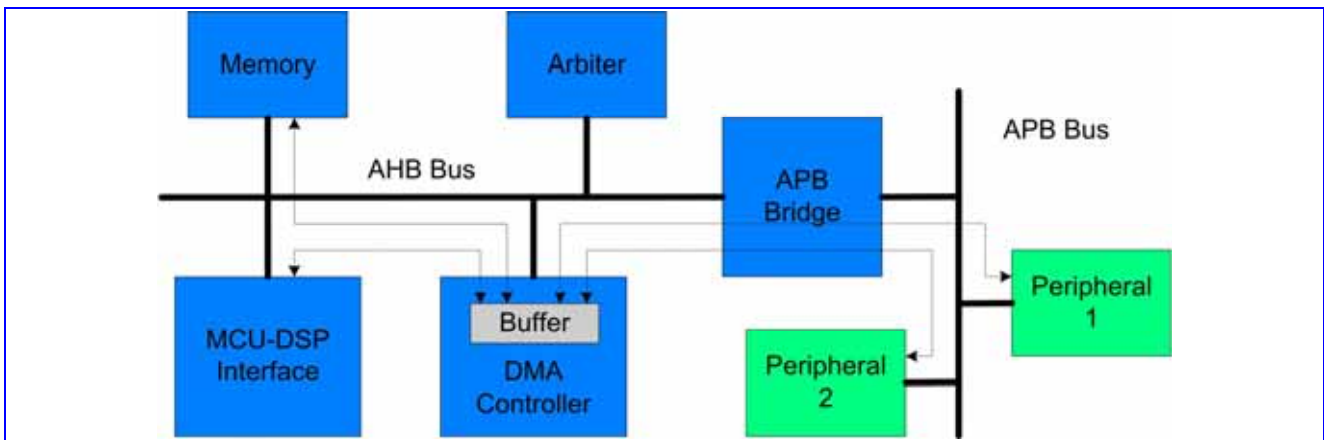 Memory
Arbiter
AHB Bus
APB
Bridge
APB Bus
MCU-DSP
Interface
Buffer
DMA
Controller
Peripheral
1
Peripheral
2